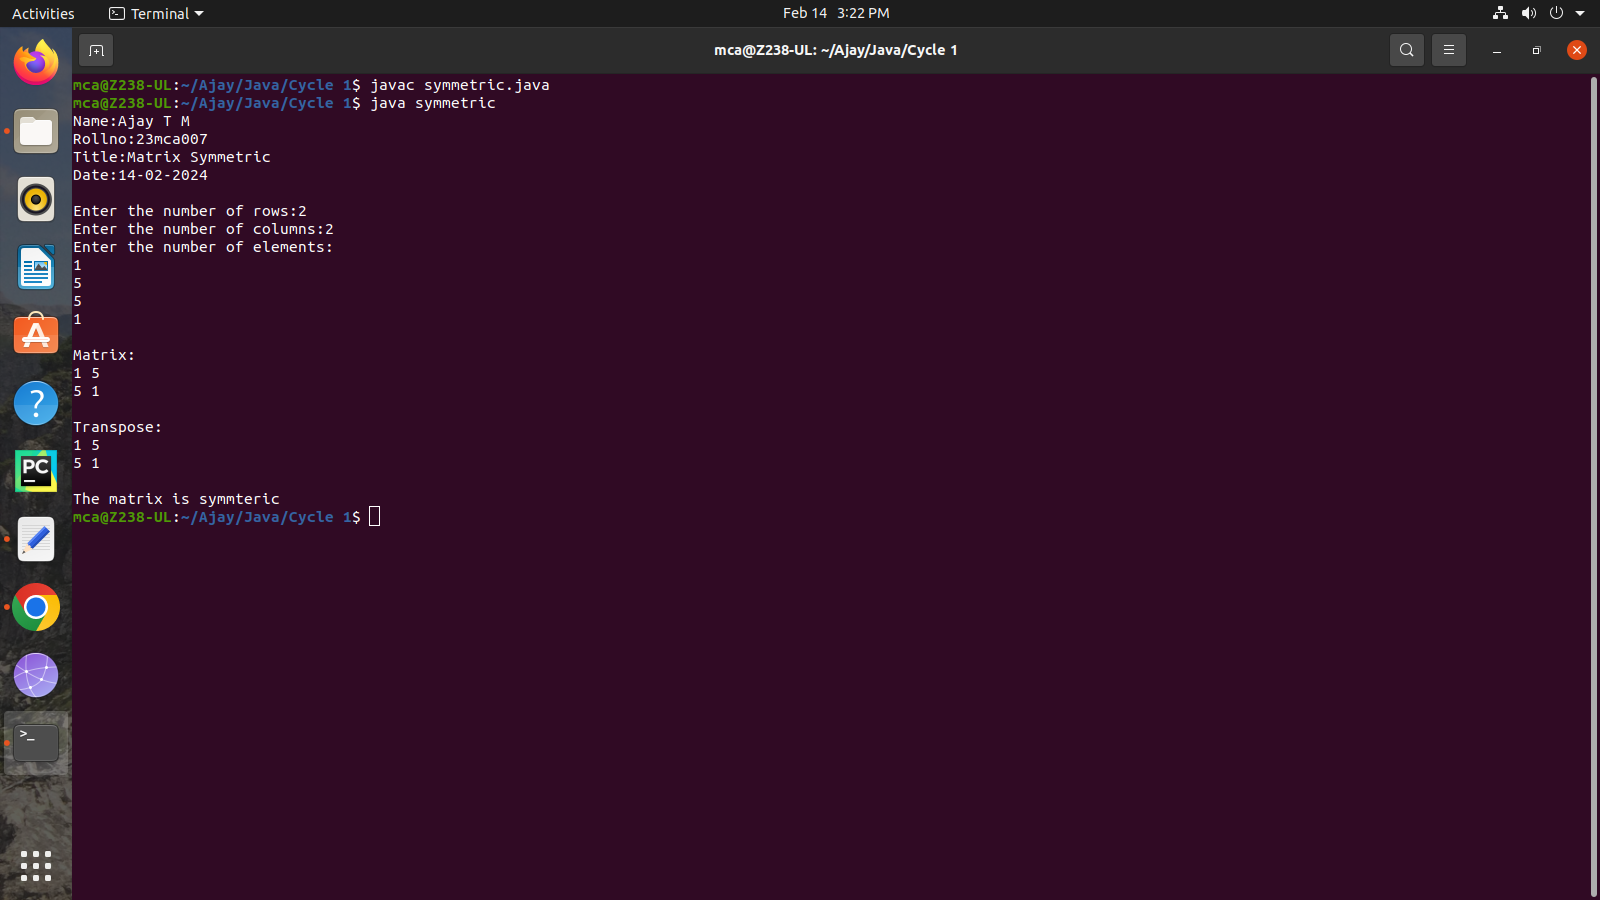 Activities Terminal Feb 14 3:22 PM
mca@Z238-UL: ~/Ajay/Java/Cycle 1
mca@Z238-UL:~/Ajay/Java/Cycle 1$ javac symmetric.java
mca@Z238-UL:~/Ajay/Java/Cycle 1$ java symmetric
Name:Ajay T M
Rollno:23mca007
Title:Matrix Symmetric
Date:14-02-2024
Enter the number of rows:2
Enter the number of columns:2
Enter the number of elements:
1
5
5
1
Matrix:
1 5
5 1
Transpose:
1 5
5 1
The matrix is symmteric
mca@Z238-UL:~/Ajay/Java/Cycle 1$
PC
>_